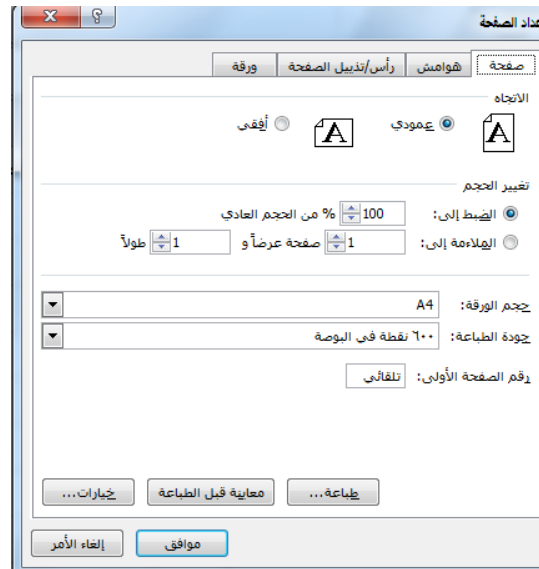 عداد الصفحة
صفحة هوامش رأس/تذييل الصفحة ورقة
الاتجاه
عمودي أفقي
تغيير الحجم
الضبط إلى: 100 % من الحجم العادي
الملاءمة إلى: 1 صفحة عرضاً و 1 طولاً
حجم الورقة: A4
جودة الطباعة: ٦٠٠ نقطة في البوصة
رقم الصفحة الأولى: تلقائي
طباعة... معاينة قبل الطباعة خيارات...
موافق إلغاء الأمر